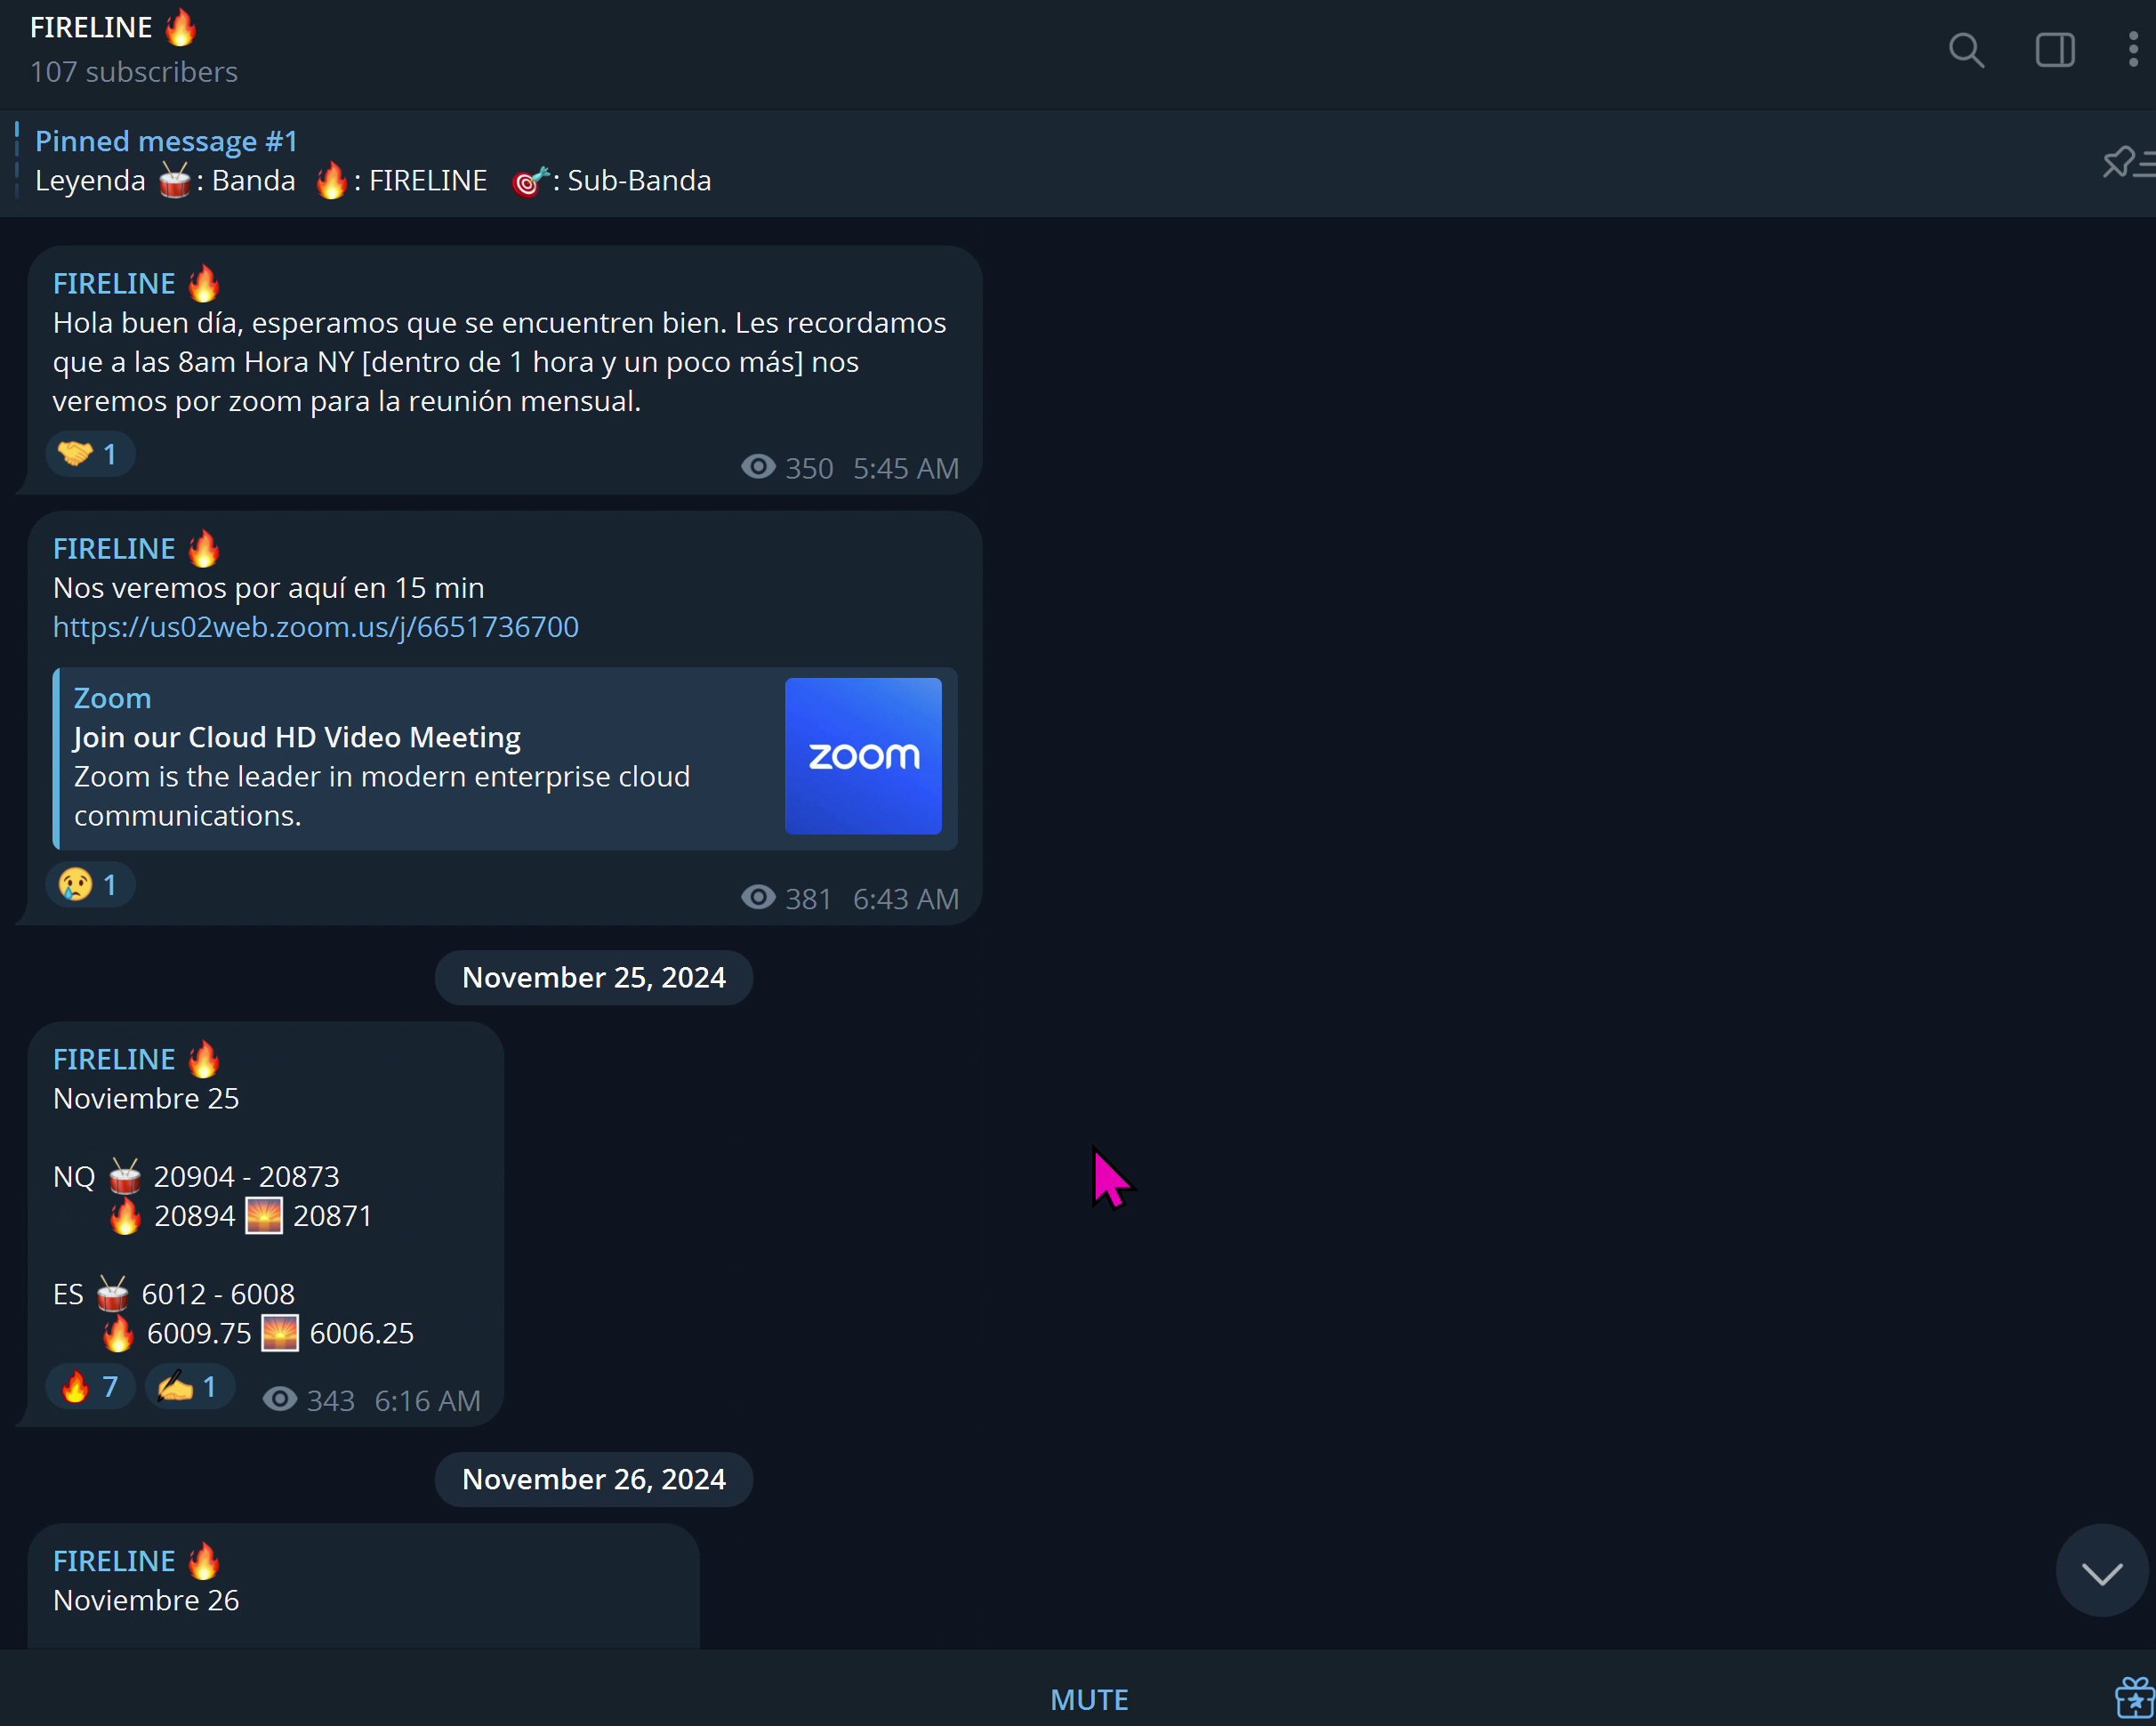 FIRELINE 🔥
107 subscribers
Pinned message #1
Leyenda 🥁: Banda 🔥: FIRELINE 🎯: Sub-Banda
FIRELINE 🔥
Hola buen día, esperamos que se encuentren bien. Les recordamos
que a las 8am Hora NY [dentro de 1 hora y un poco más] nos
veremos por zoom para la reunión mensual.
🤝 1
350 5:45 AM
FIRELINE 🔥
Nos veremos por aquí en 15 min
https://us02web.zoom.us/j/6651736700
Zoom
Join our Cloud HD Video Meeting
Zoom is the leader in modern enterprise cloud
communications.
zoom
😢 1
381 6:43 AM
November 25, 2024
FIRELINE 🔥
Noviembre 25
NQ 🥁 20904 - 20873
🔥 20894 🌅 20871
ES 🥁 6012 - 6008
🔥 6009.75 🌅 6006.25
🔥 7 ✍️ 1 343 6:16 AM
November 26, 2024
FIRELINE 🔥
Noviembre 26
MUTE